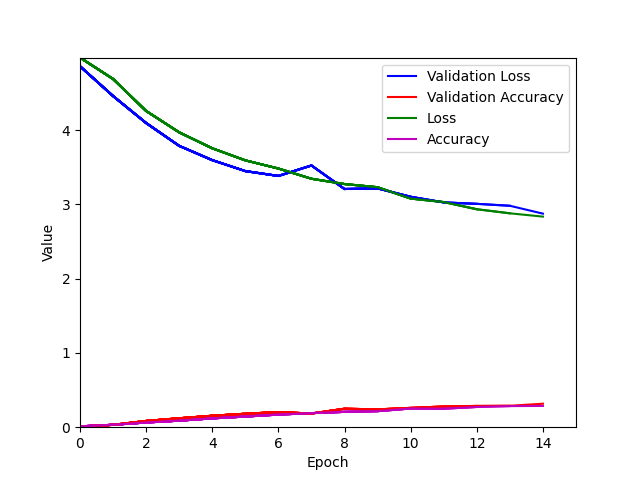 Validation Loss
Validation Accuracy
Loss
Accuracy
4
3
2
1
0
Value
0 2 4 6 8 10 12 14
Epoch